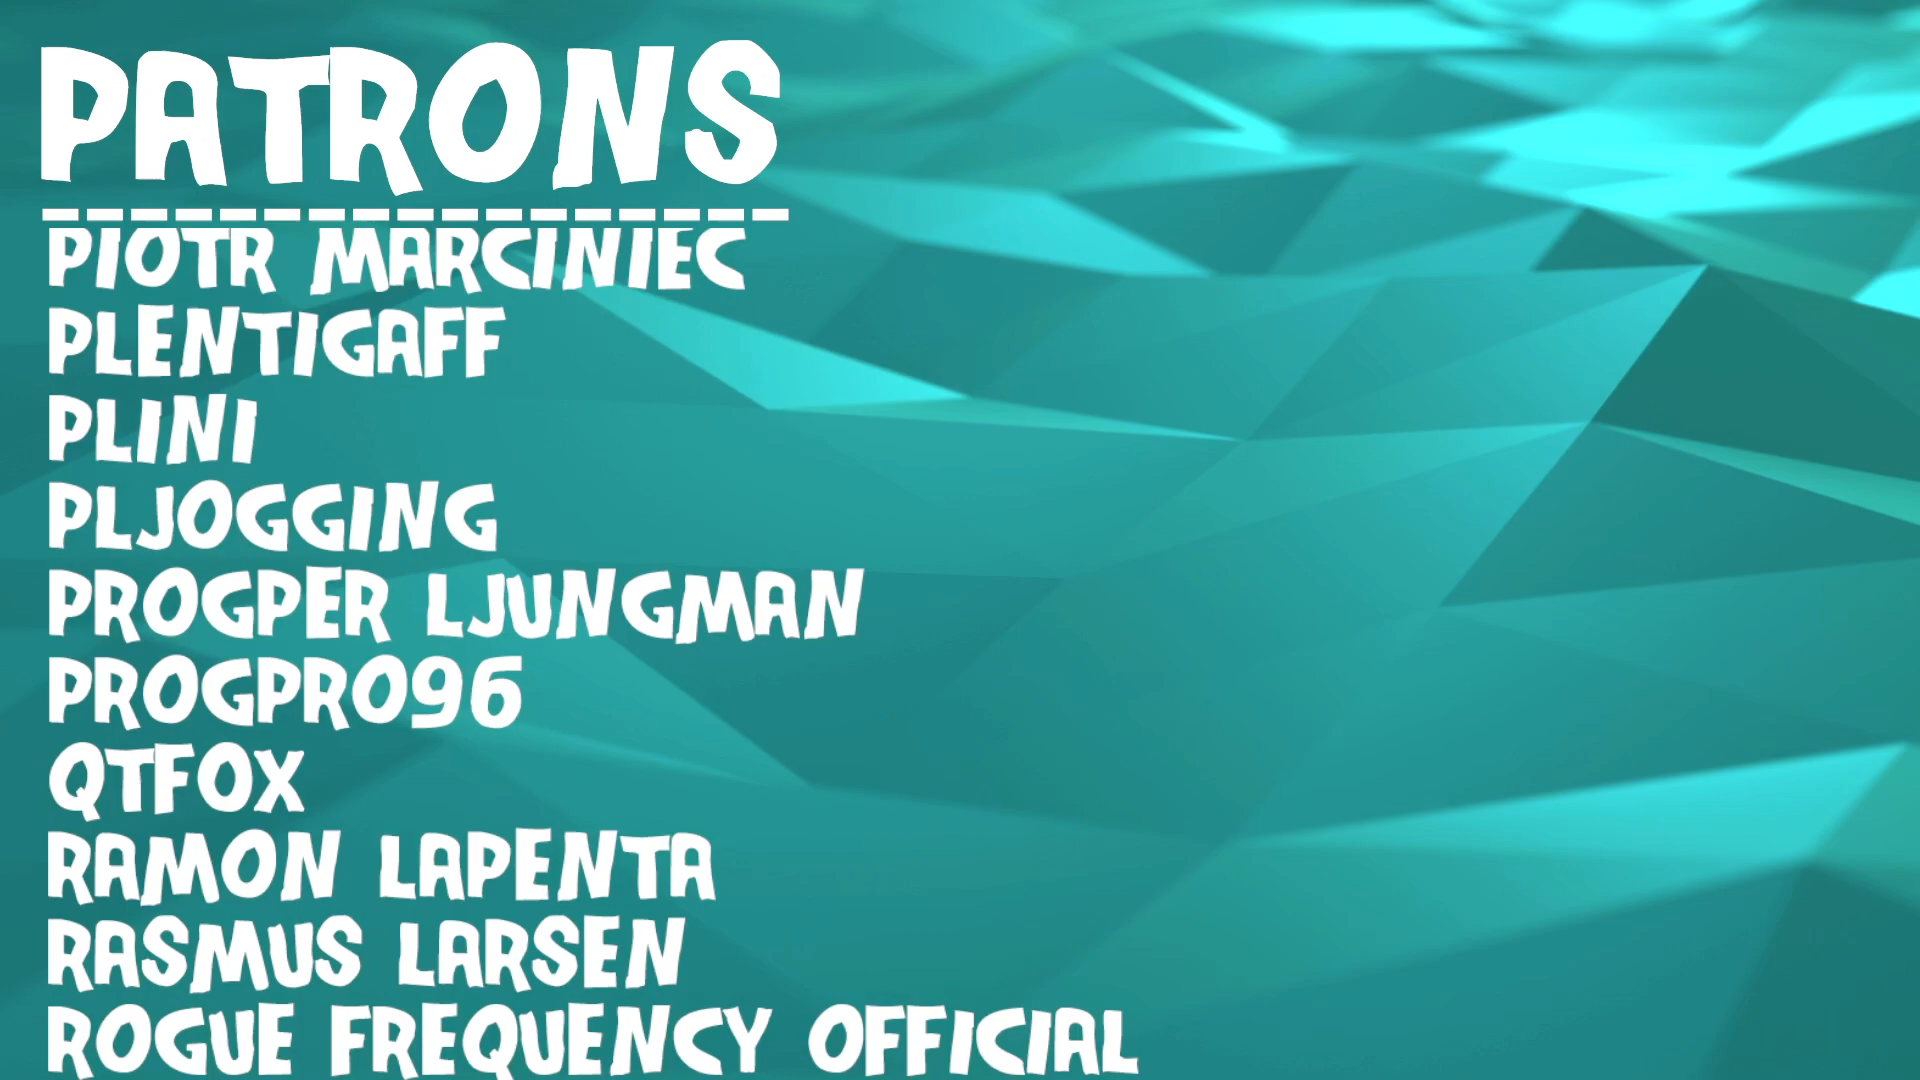 PATRONS
PIOTR MARCINIEC
PLENTIGAFF
PLINI
PLJOGGING
PROGPER LJUNGMAN
PROGPRO96
QTFOX
RAMON LAPENTA
RASMUS LARSEN
ROGUE FREQUENCY OFFICIAL